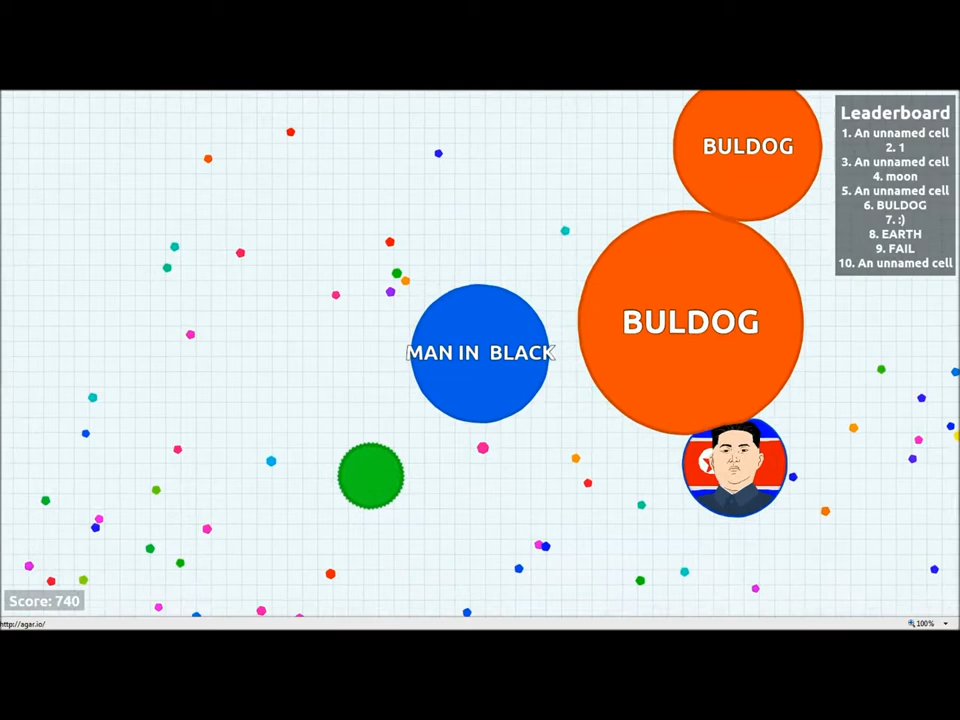 BULDOG
Leaderboard
1. An unnamed cell
2. 1
3. An unnamed cell
4. moon
5. An unnamed cell
6. BULDOG
7. :)
8. EARTH
9. FAIL
10. An unnamed cell
BULDOG
MAN IN BLACK
Score: 740
http://agar.io/
100%